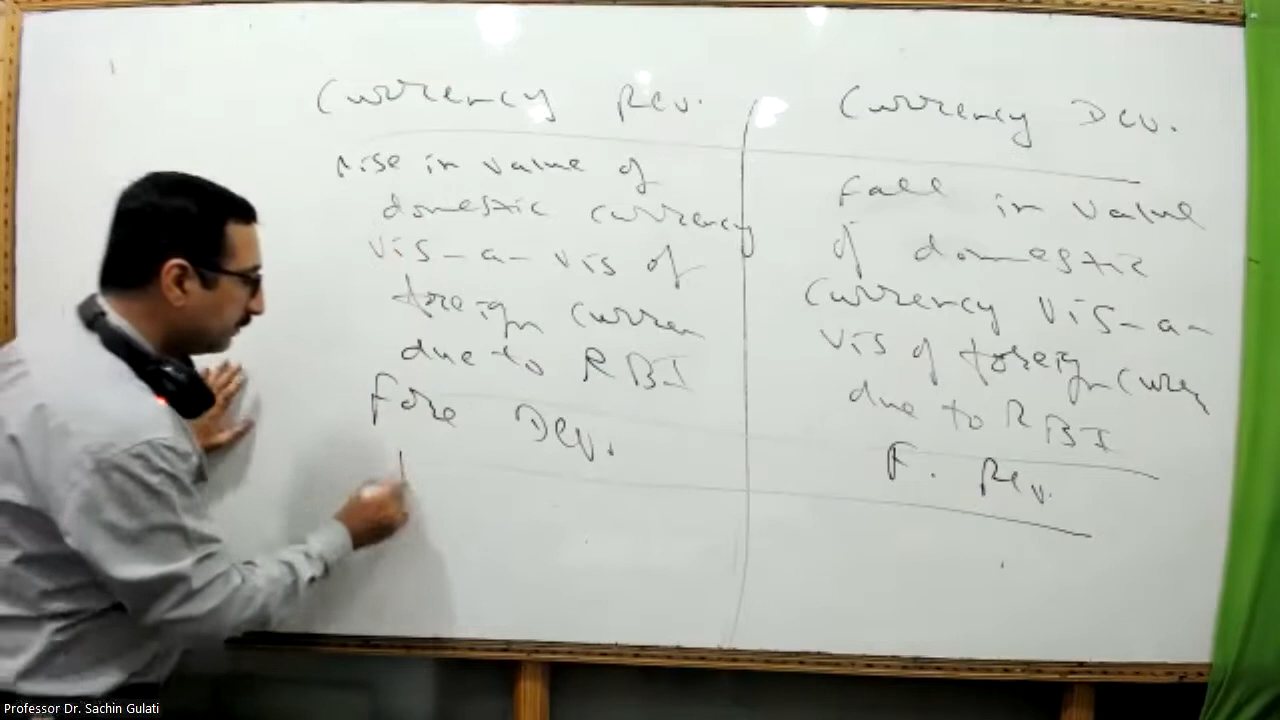 Currency Rev.
rise in value of
domestic currency
vis-a-vis of
foreign curren
due to RBI
Fore Dev.
Currency Dev.
fall in value
of domestic
currency vis-a-
vis of foreign curren
due to RBI
F. Rev.
Professor Dr. Sachin Gulati